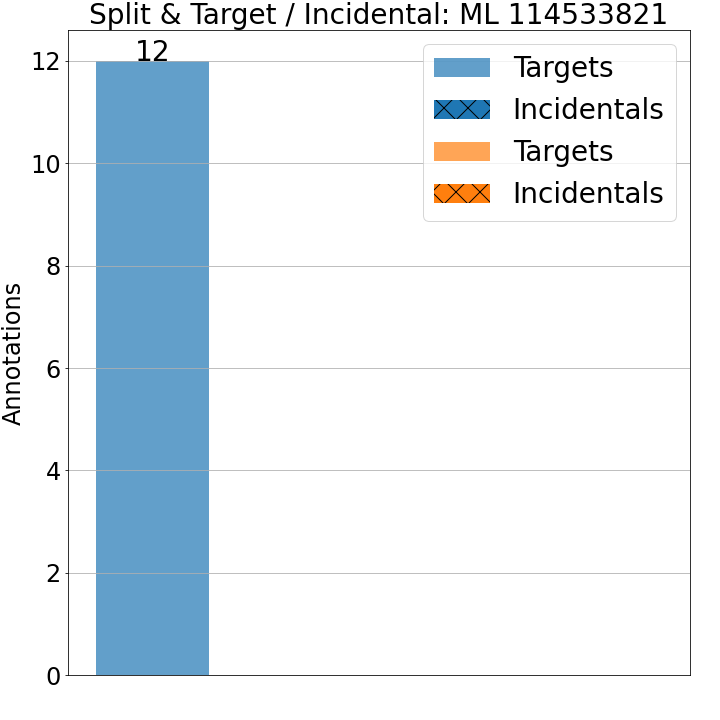 Split & Target / Incidental: ML 114533821
12
Targets
Incidentals
Targets
Incidentals
Annotations
12
10
8
6
4
2
0